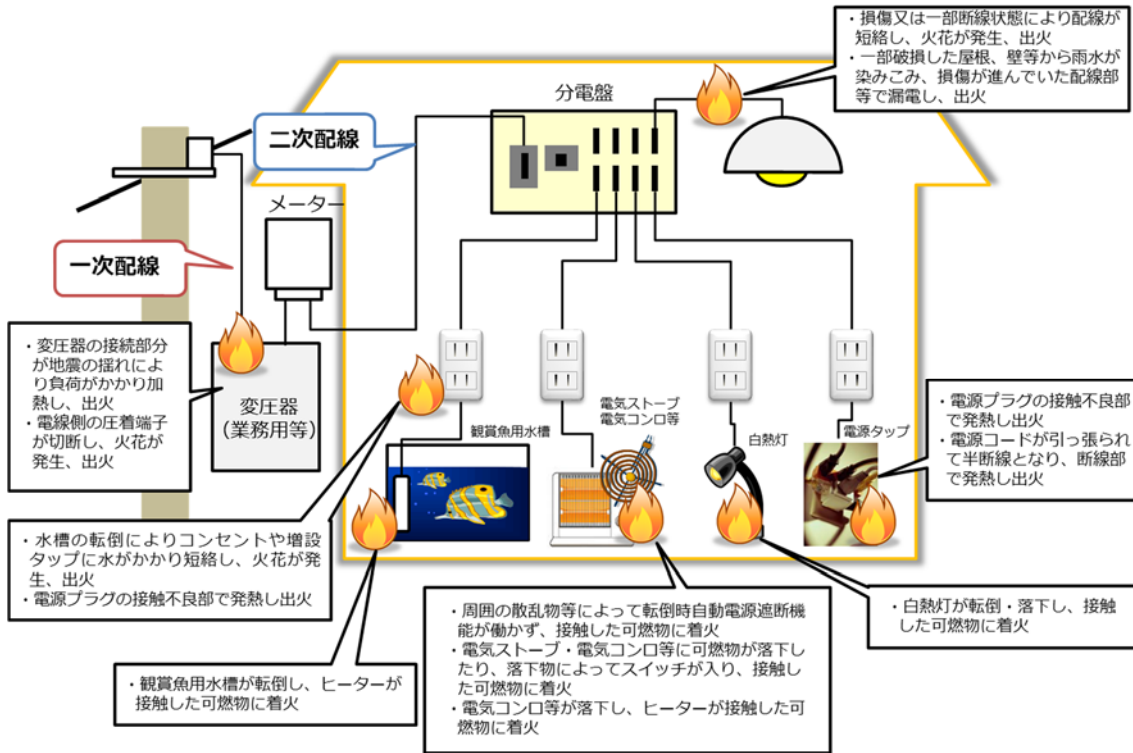 ・損傷又は一部断線状態により配線が
短絡し、火花が発生、出火
・一部破損した屋根、壁等から雨水が
染みこみ、損傷が進んでいた配線部
等で漏電し、出火
分電盤
二次配線
メーター
一次配線
・変圧器の接続部分
が地震の揺れによ
り負荷がかかり加
熱し、出火
・電線側の圧着端子
が切断し、火花が
発生、出火
変圧器
(業務用等)
観賞魚用水槽
電気ストーブ
電気コンロ等
白熱灯
電源タップ
・電源プラグの接触不良部
で発熱し出火
・電源コードが引っ張られ
て半断線となり、断線部
で発熱し出火
・水槽の転倒によりコンセントや増設
タップに水がかかり短絡し、火花が発
生、出火
・電源プラグの接触不良部で発熱し出火
・観賞魚用水槽が転倒し、ヒーターが
接触した可燃物に着火
・周囲の散乱物等によって転倒時自動電源遮断機
能が働かず、接触した可燃物に着火
・電気ストーブ・電気コンロ等に可燃物が落下し
たり、落下物によってスイッチが入り、接触し
た可燃物に着火
・電気コンロ等が落下し、ヒーターが接触した可
燃物に着火
・白熱灯が転倒・落下し、接触
した可燃物に着火